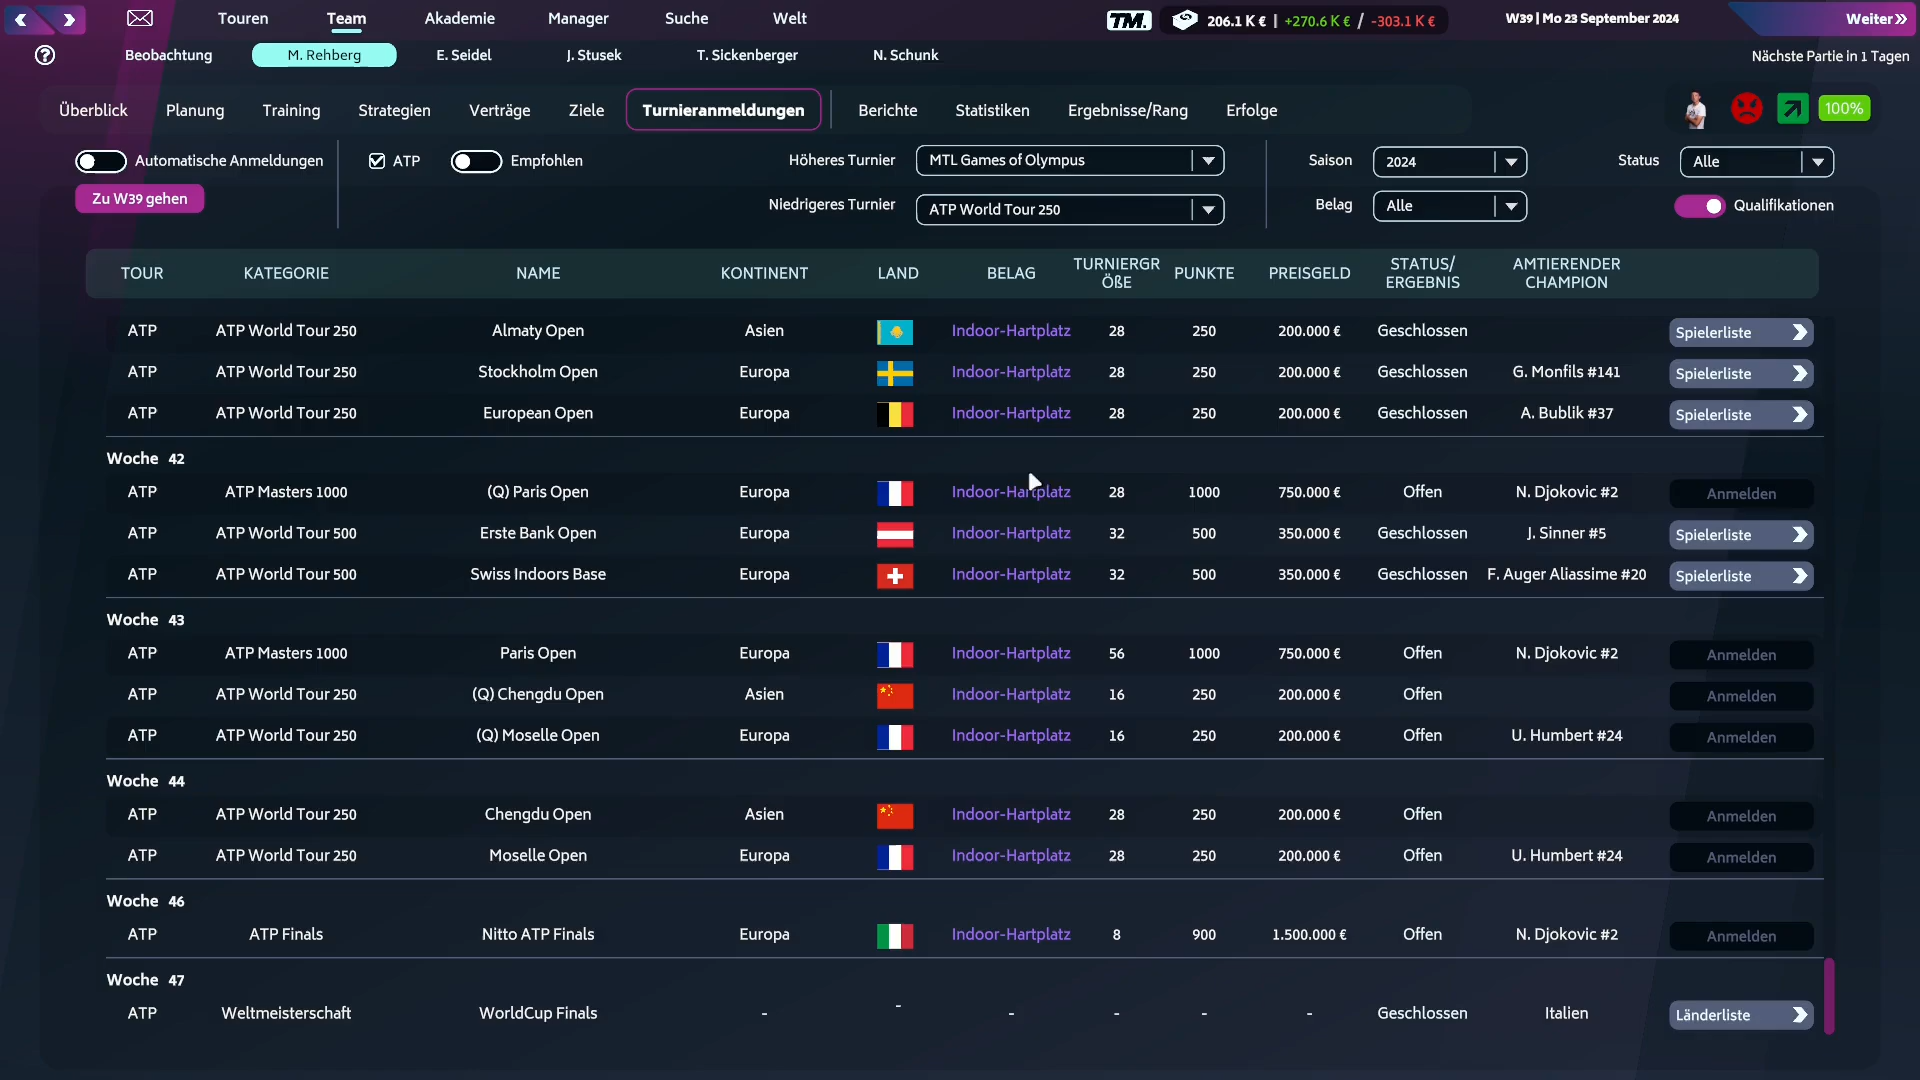 Touren Team Akademie Manager Suche Welt TM. 206.1 K € | +270.6 K € / -303.1 K € W39 | Mo 23 September 2024 Weiter
Beobachtung M. Rehberg E. Seidel J. Stusek T. Sickenberger N. Schunk Nächste Partie in 1 Tagen
Überblick Planung Training Strategien Verträge Ziele Turnieranmeldungen Berichte Statistiken Ergebnisse/Rang Erfolge 100%
Automatische Anmeldungen ATP Empfohlen Höheres Turnier MTL Games of Olympus Saison 2024 Status Alle
Zu W39 gehen Niedrigeres Turnier ATP World Tour 250 Belag Alle Qualifikationen
TOUR KATEGORIE NAME KONTINENT LAND BELAG TURNIERGR PUNKTE PREISGELD STATUS/ AMTIERENDER
ÖßE ERGEBNIS CHAMPION
ATP ATP World Tour 250 Almaty Open Asien Indoor-Hartplatz 28 250 200.000 € Geschlossen Spielerliste
ATP ATP World Tour 250 Stockholm Open Europa Indoor-Hartplatz 28 250 200.000 € Geschlossen G. Monfils #141 Spielerliste
ATP ATP World Tour 250 European Open Europa Indoor-Hartplatz 28 250 200.000 € Geschlossen A. Bublik #37 Spielerliste
Woche 42
ATP ATP Masters 1000 (Q) Paris Open Europa Indoor-Hartplatz 28 1000 750.000 € Offen N. Djokovic #2 Anmelden
ATP ATP World Tour 500 Erste Bank Open Europa Indoor-Hartplatz 32 500 350.000 € Geschlossen J. Sinner #5 Spielerliste
ATP ATP World Tour 500 Swiss Indoors Base Europa Indoor-Hartplatz 32 500 350.000 € Geschlossen F. Auger Aliassime #20 Spielerliste
Woche 43
ATP ATP Masters 1000 Paris Open Europa Indoor-Hartplatz 56 1000 750.000 € Offen N. Djokovic #2 Anmelden
ATP ATP World Tour 250 (Q) Chengdu Open Asien Indoor-Hartplatz 16 250 200.000 € Offen Anmelden
ATP ATP World Tour 250 (Q) Moselle Open Europa Indoor-Hartplatz 16 250 200.000 € Offen U. Humbert #24 Anmelden
Woche 44
ATP ATP World Tour 250 Chengdu Open Asien Indoor-Hartplatz 28 250 200.000 € Offen Anmelden
ATP ATP World Tour 250 Moselle Open Europa Indoor-Hartplatz 28 250 200.000 € Offen U. Humbert #24 Anmelden
Woche 46
ATP ATP Finals Nitto ATP Finals Europa Indoor-Hartplatz 8 900 1.500.000 € Offen N. Djokovic #2 Anmelden
Woche 47
ATP Weltmeisterschaft WorldCup Finals - - - - - - Geschlossen Italien Länderliste